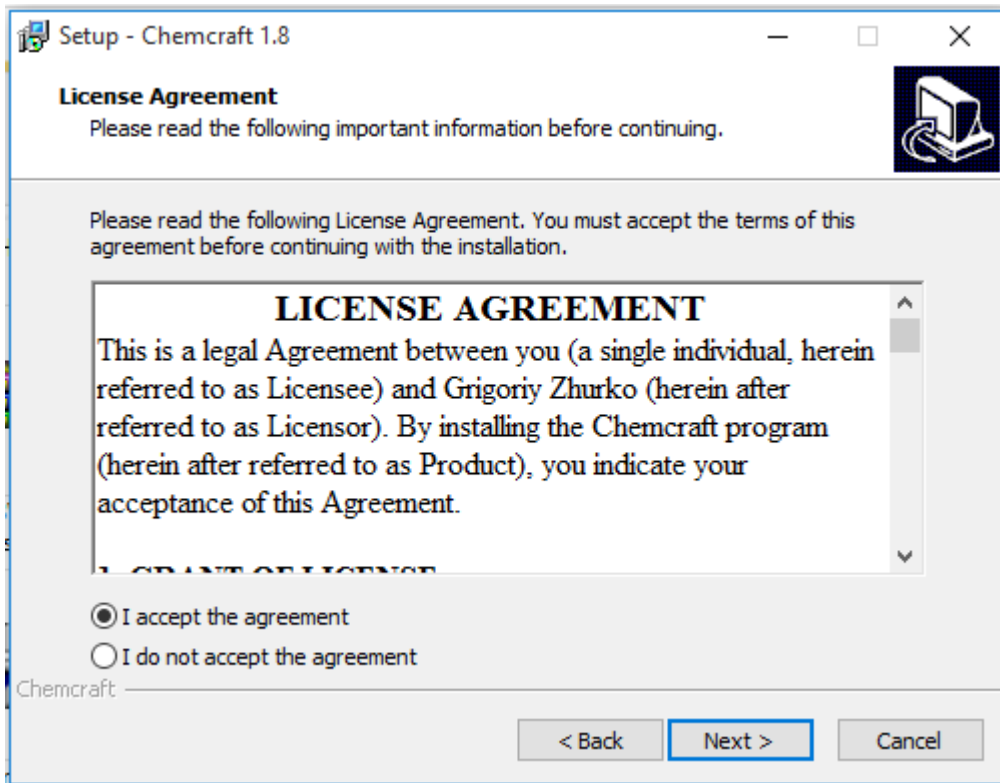 Setup - Chemcraft 1.8
License Agreement
Please read the following important information before continuing.
Please read the following License Agreement. You must accept the terms of this
agreement before continuing with the installation.
LICENSE AGREEMENT
This is a legal Agreement between you (a single individual, herein
referred to as Licensee) and Grigoriy Zhurko (herein after
referred to as Licensor). By installing the Chemcraft program
(herein after referred to as Product), you indicate your
acceptance of this Agreement.
1. GRANT OF LICENSE
I accept the agreement
I do not accept the agreement
Chemcraft
< Back
Next >
Cancel